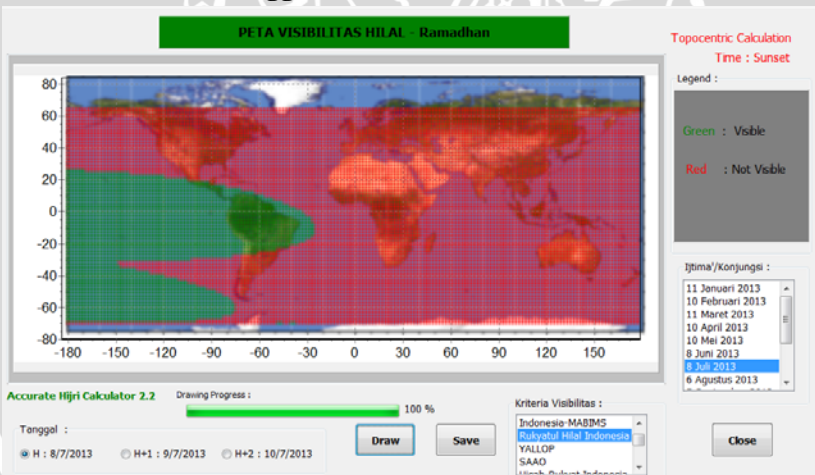 PETA VISIBILITAS HILAL - Ramadhan
Topocentric Calculation
Time : Sunset
Legend :
Green : Visible
Red : Not Visible
80
60
40
20
0
-20
-40
-60
-80
-180 -150 -120 -90 -60 -30 0 30 60 90 120 150
Ijtima'/Konjungsi :
11 Januari 2013
10 Februari 2013
11 Maret 2013
10 April 2013
10 Mei 2013
8 Juni 2013
8 Juli 2013
6 Agustus 2013
Accurate Hijri Calculator 2.2
Drawing Progress :
100 %
Tanggal :
H : 8/7/2013
H+1 : 9/7/2013
H+2 : 10/7/2013
Draw
Save
Kriteria Visibilitas :
Indonesia-MABIMS
Rukyatul Hilal Indonesia
YALLOP
SAAO
Close